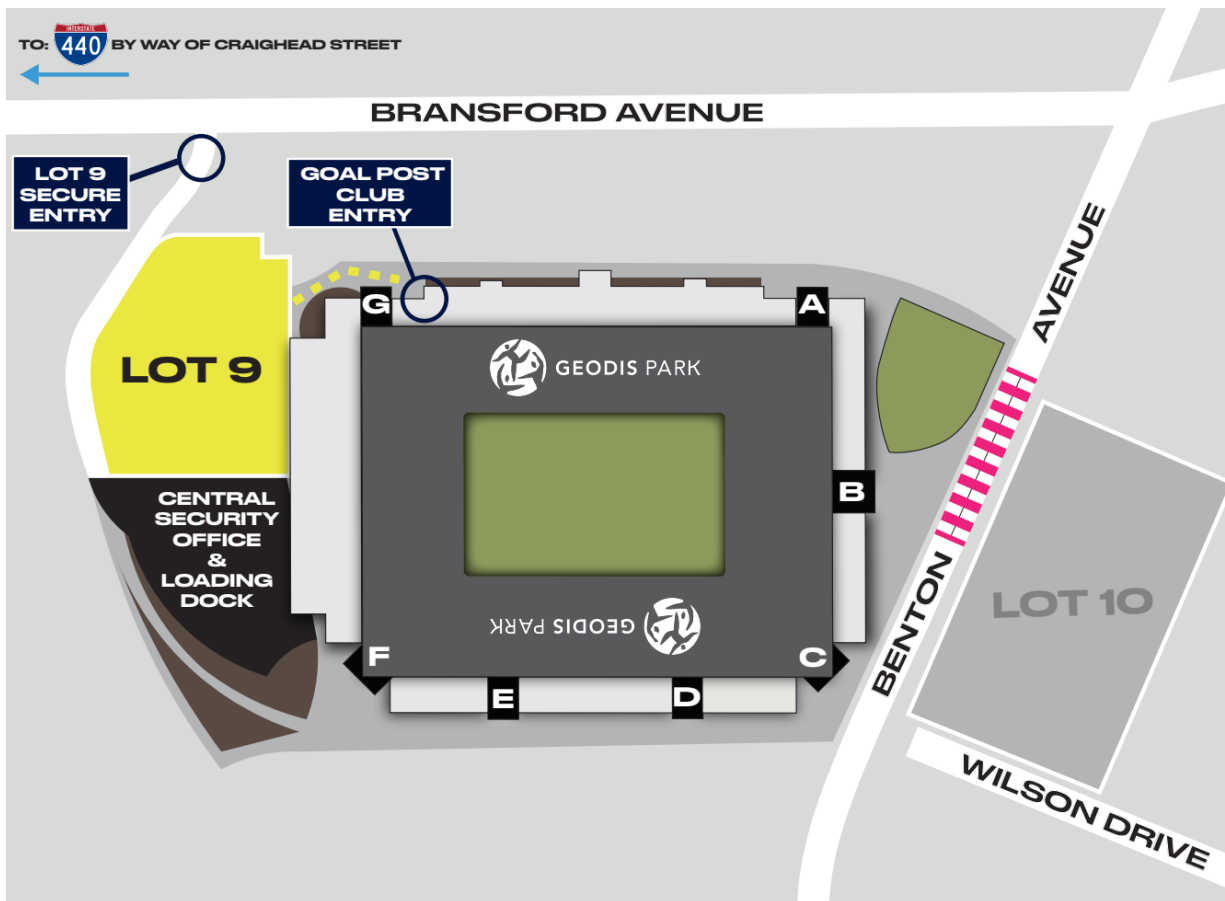 INTERSTATE
TO: 440 BY WAY OF CRAIGHEAD STREET
BRANSFORD AVENUE
LOT 9
SECURE
ENTRY
GOAL POST
CLUB
ENTRY
G
A
AVENUE
LOT 9
GEODIS PARK
B
CENTRAL
SECURITY
OFFICE
&
LOADING
DOCK
BENTON
LOT 10
GEODIS PARK
F
C
E
D
WILSON DRIVE